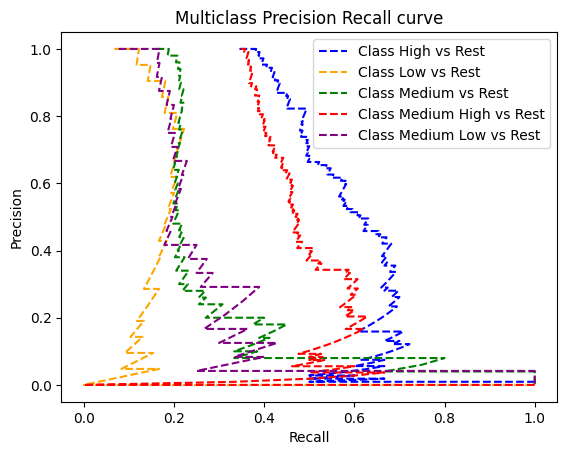 Multiclass Precision Recall curve
Class High vs Rest
Class Low vs Rest
Class Medium vs Rest
Class Medium High vs Rest
Class Medium Low vs Rest
Precision
1.0
0.8
0.6
0.4
0.2
0.0
0.0 0.2 0.4 0.6 0.8 1.0
Recall